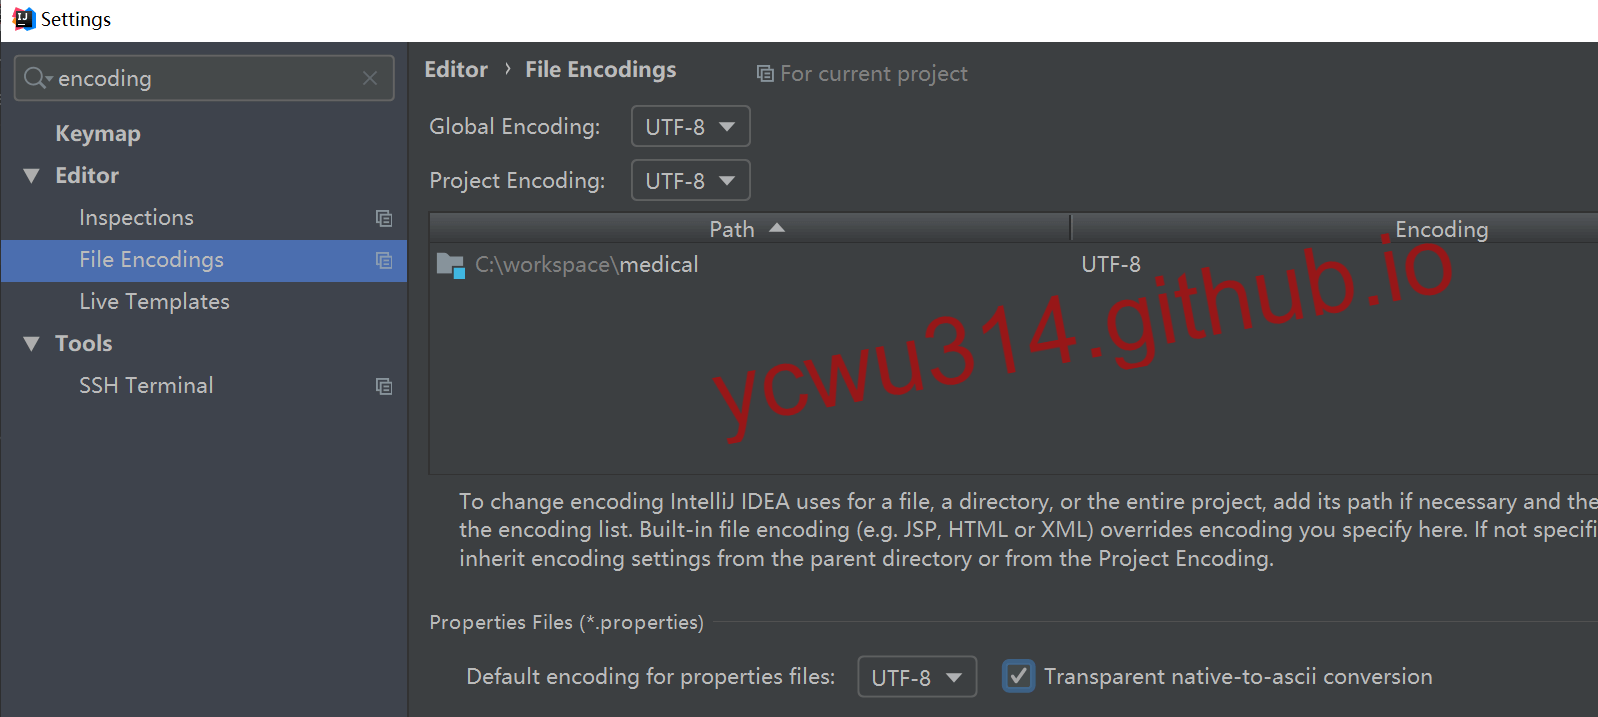 Settings
encoding
Keymap
Editor
Inspections
File Encodings
Live Templates
Tools
SSH Terminal
Editor › File Encodings
For current project
Global Encoding: UTF-8
Project Encoding: UTF-8
Path Encoding
C:\workspace\medical UTF-8
ycwu314.github.io
To change encoding IntelliJ IDEA uses for a file, a directory, or the entire project, add its path if necessary and the
the encoding list. Built-in file encoding (e.g. JSP, HTML or XML) overrides encoding you specify here. If not specifi
inherit encoding settings from the parent directory or from the Project Encoding.
Properties Files (*.properties)
Default encoding for properties files: UTF-8 Transparent native-to-ascii conversion